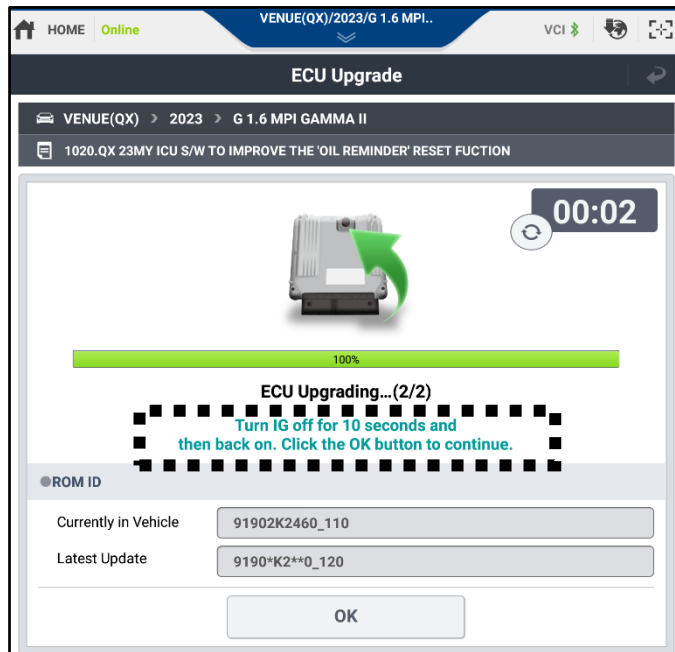 HOME Online VENUE(QX)/2023/G 1.6 MPI.. VCI
ECU Upgrade
VENUE(QX) > 2023 > G 1.6 MPI GAMMA II
1020.QX 23MY ICU S/W TO IMPROVE THE 'OIL REMINDER' RESET FUCTION
00:02
100%
ECU Upgrading...(2/2)
Turn IG off for 10 seconds and
then back on. Click the OK button to continue.
ROM ID
Currently in Vehicle 91902K2460_110
Latest Update 9190*K2**0_120
OK